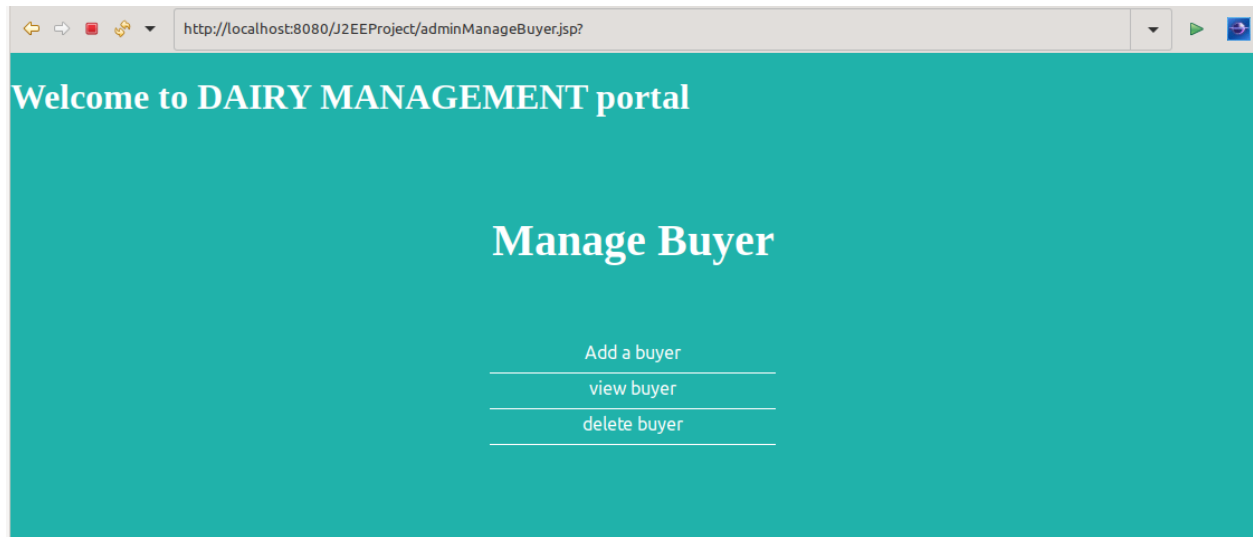 http://localhost:8080/J2EEProject/adminManageBuyer.jsp?
Welcome to DAIRY MANAGEMENT portal
Manage Buyer
Add a buyer
view buyer
delete buyer